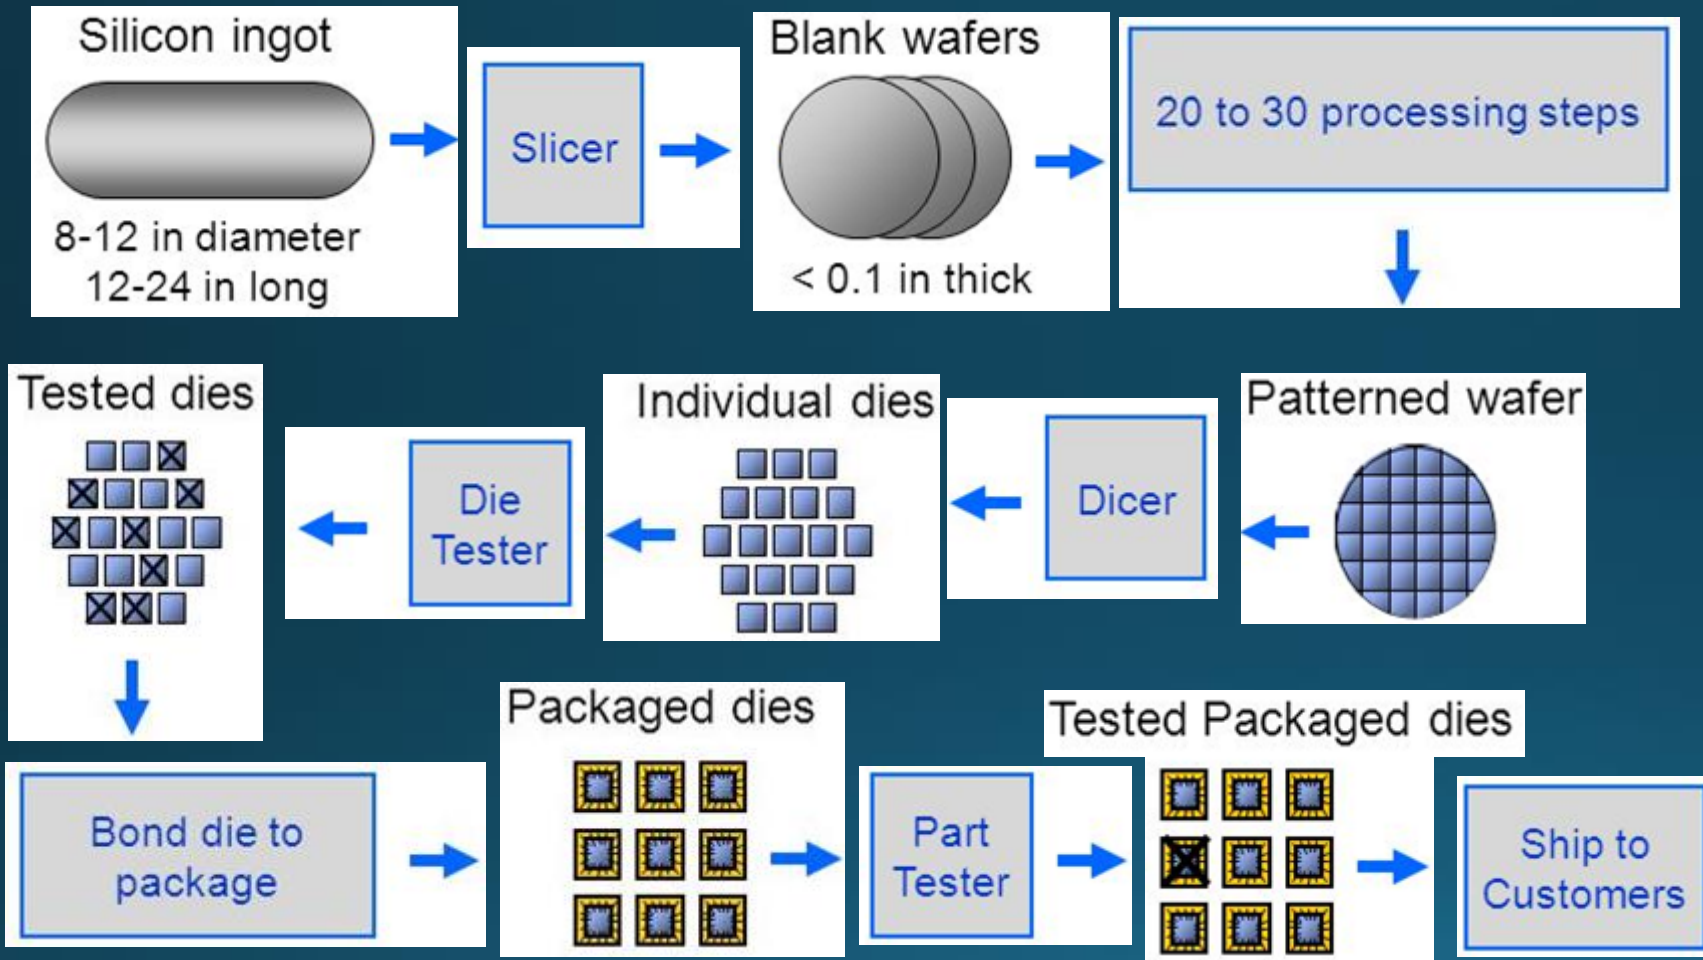 Silicon ingot
8-12 in diameter
12-24 in long
Slicer
Blank wafers
< 0.1 in thick
20 to 30 processing steps
Patterned wafer
Dicer
Individual dies
Die
Tester
Tested dies
Bond die to
package
Packaged dies
Part
Tester
Tested Packaged dies
Ship to
Customers